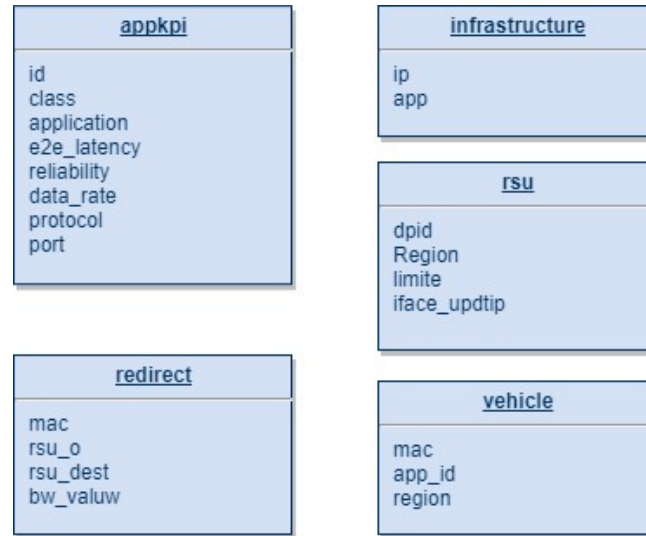 appkpi
id
class
application
e2e_latency
reliability
data_rate
protocol
port
infrastructure
ip
app
rsu
dpid
Region
limite
iface_updtip
redirect
mac
rsu_o
rsu_dest
bw_valuw
vehicle
mac
app_id
region